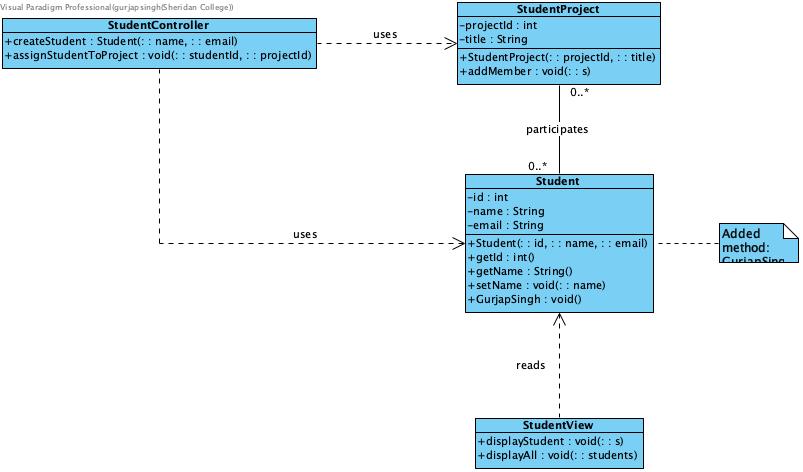 Visual Paradigm Professional(gurjapsingh(Sheridan College))
StudentController
+createStudent : Student(: : name, : : email)
+assignStudentToProject : void(: : studentId, : : projectId)
uses
StudentProject
-projectId : int
-title : String
+StudentProject(: : projectId, : : title)
+addMember : void(: : s)
0..*
participates
0..*
Student
-id : int
-name : String
-email : String
+Student(: : id, : : name, : : email)
+getId : int()
+getName : String()
+setName : void(: : name)
+GurjapSingh : void()
uses
Added
method:
GurjapSing
reads
StudentView
+displayStudent : void(: : s)
+displayAll : void(: : students)